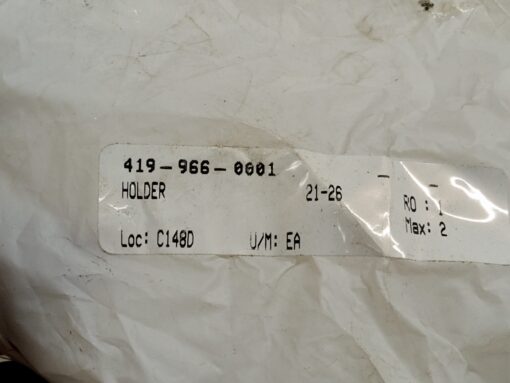 419-966-0001 - -
HOLDER 21-26 RO : 1
Max: 2
Loc: C148D U/M: EA